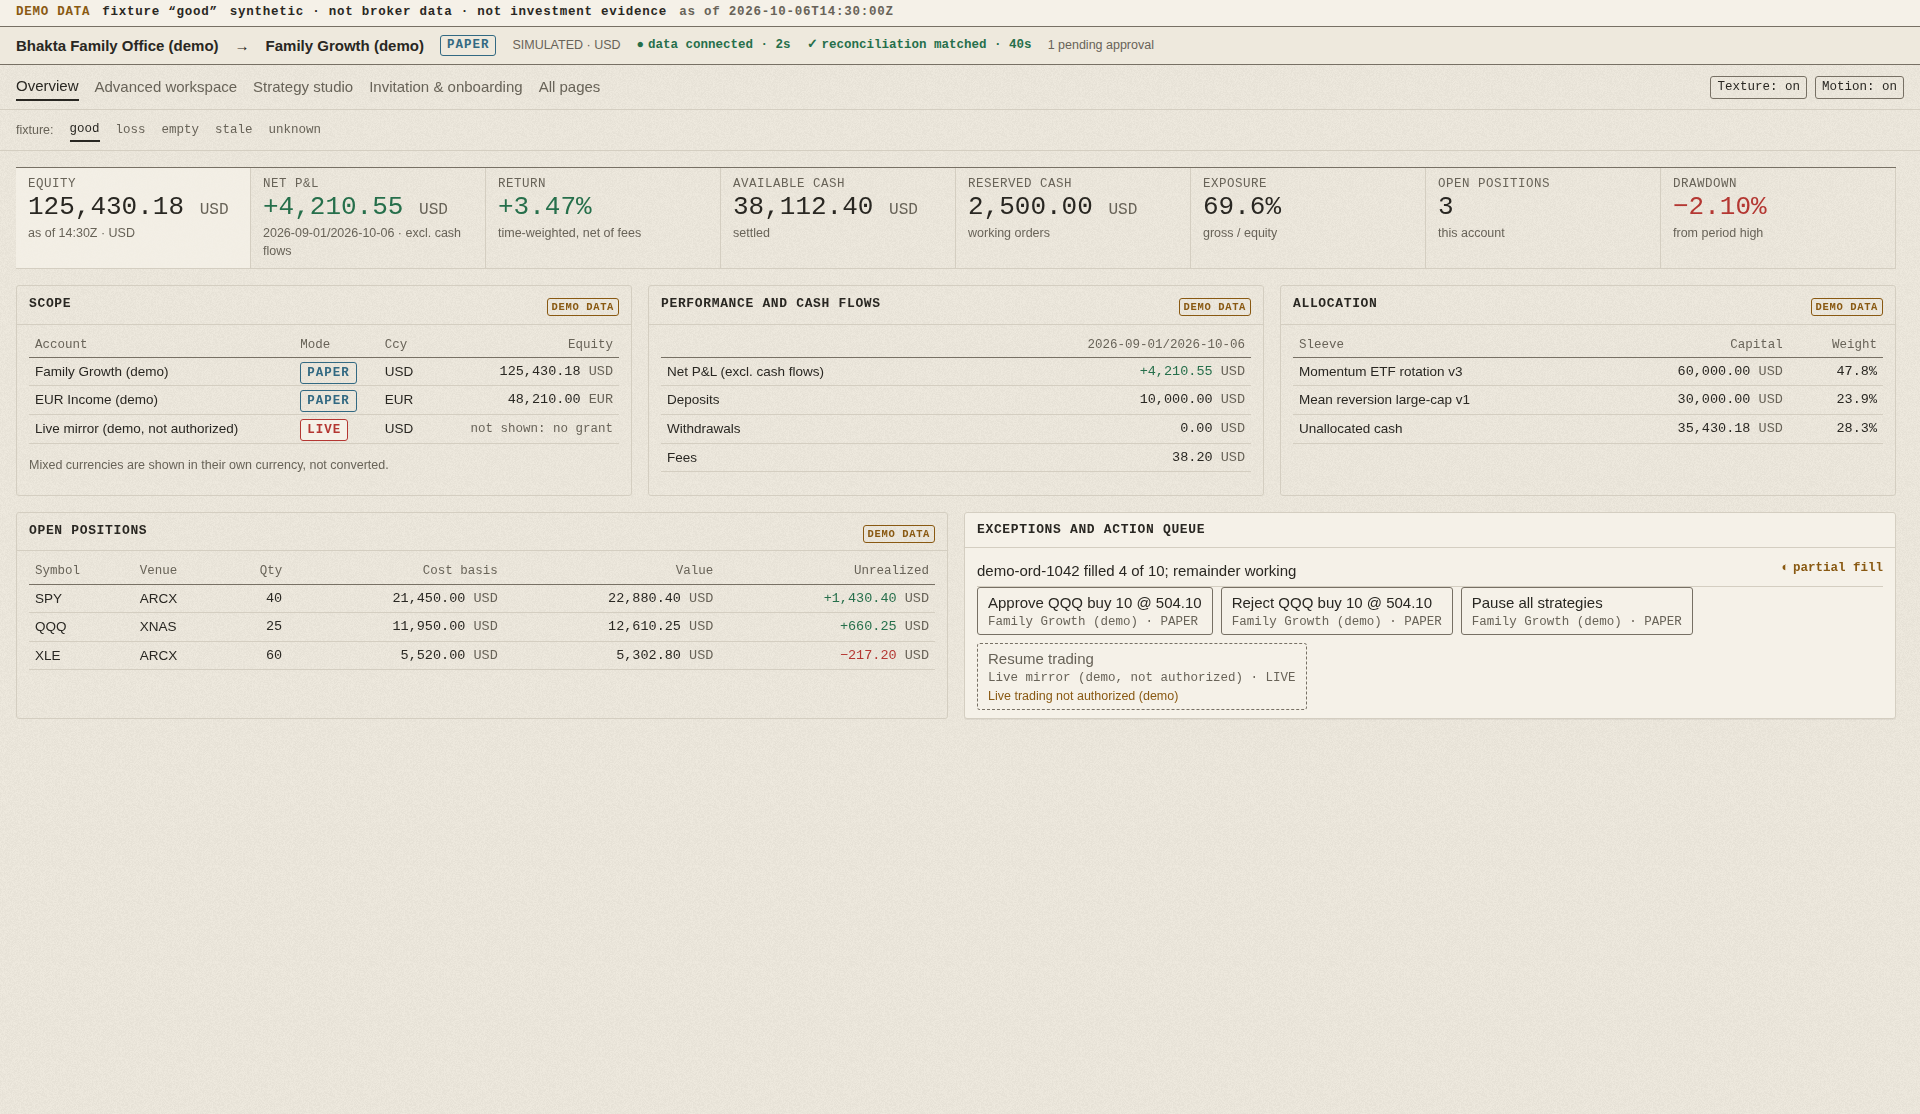 DEMO DATA fixture “good” synthetic · not broker data · not investment evidence as of 2026-10-06T14:30:00Z
Bhakta Family Office (demo) → Family Growth (demo) PAPER SIMULATED · USD ● data connected · 2s ✓ reconciliation matched · 40s 1 pending approval
Overview Advanced workspace Strategy studio Invitation & onboarding All pages Texture: on Motion: on
fixture: good loss empty stale unknown
EQUITY NET P&L RETURN AVAILABLE CASH RESERVED CASH EXPOSURE OPEN POSITIONS DRAWDOWN
125,430.18 USD +4,210.55 USD +3.47% 38,112.40 USD 2,500.00 USD 69.6% 3 −2.10%
as of 14:30Z · USD 2026-09-01/2026-10-06 · excl. cash time-weighted, net of fees settled working orders gross / equity this account from period high
flows
SCOPE DEMO DATA
Account Mode Ccy Equity
Family Growth (demo) PAPER USD 125,430.18 USD
EUR Income (demo) PAPER EUR 48,210.00 EUR
Live mirror (demo, not authorized) LIVE USD not shown: no grant
Mixed currencies are shown in their own currency, not converted.
PERFORMANCE AND CASH FLOWS DEMO DATA
2026-09-01/2026-10-06
Net P&L (excl. cash flows) +4,210.55 USD
Deposits 10,000.00 USD
Withdrawals 0.00 USD
Fees 38.20 USD
ALLOCATION DEMO DATA
Sleeve Capital Weight
Momentum ETF rotation v3 60,000.00 USD 47.8%
Mean reversion large-cap v1 30,000.00 USD 23.9%
Unallocated cash 35,430.18 USD 28.3%
OPEN POSITIONS DEMO DATA
Symbol Venue Qty Cost basis Value Unrealized
SPY ARCX 40 21,450.00 USD 22,880.40 USD +1,430.40 USD
QQQ XNAS 25 11,950.00 USD 12,610.25 USD +660.25 USD
XLE ARCX 60 5,520.00 USD 5,302.80 USD −217.20 USD
EXCEPTIONS AND ACTION QUEUE
demo-ord-1042 filled 4 of 10; remainder working partial fill
Approve QQQ buy 10 @ 504.10 Reject QQQ buy 10 @ 504.10 Pause all strategies
Family Growth (demo) · PAPER Family Growth (demo) · PAPER Family Growth (demo) · PAPER
Resume trading
Live mirror (demo, not authorized) · LIVE
Live trading not authorized (demo)